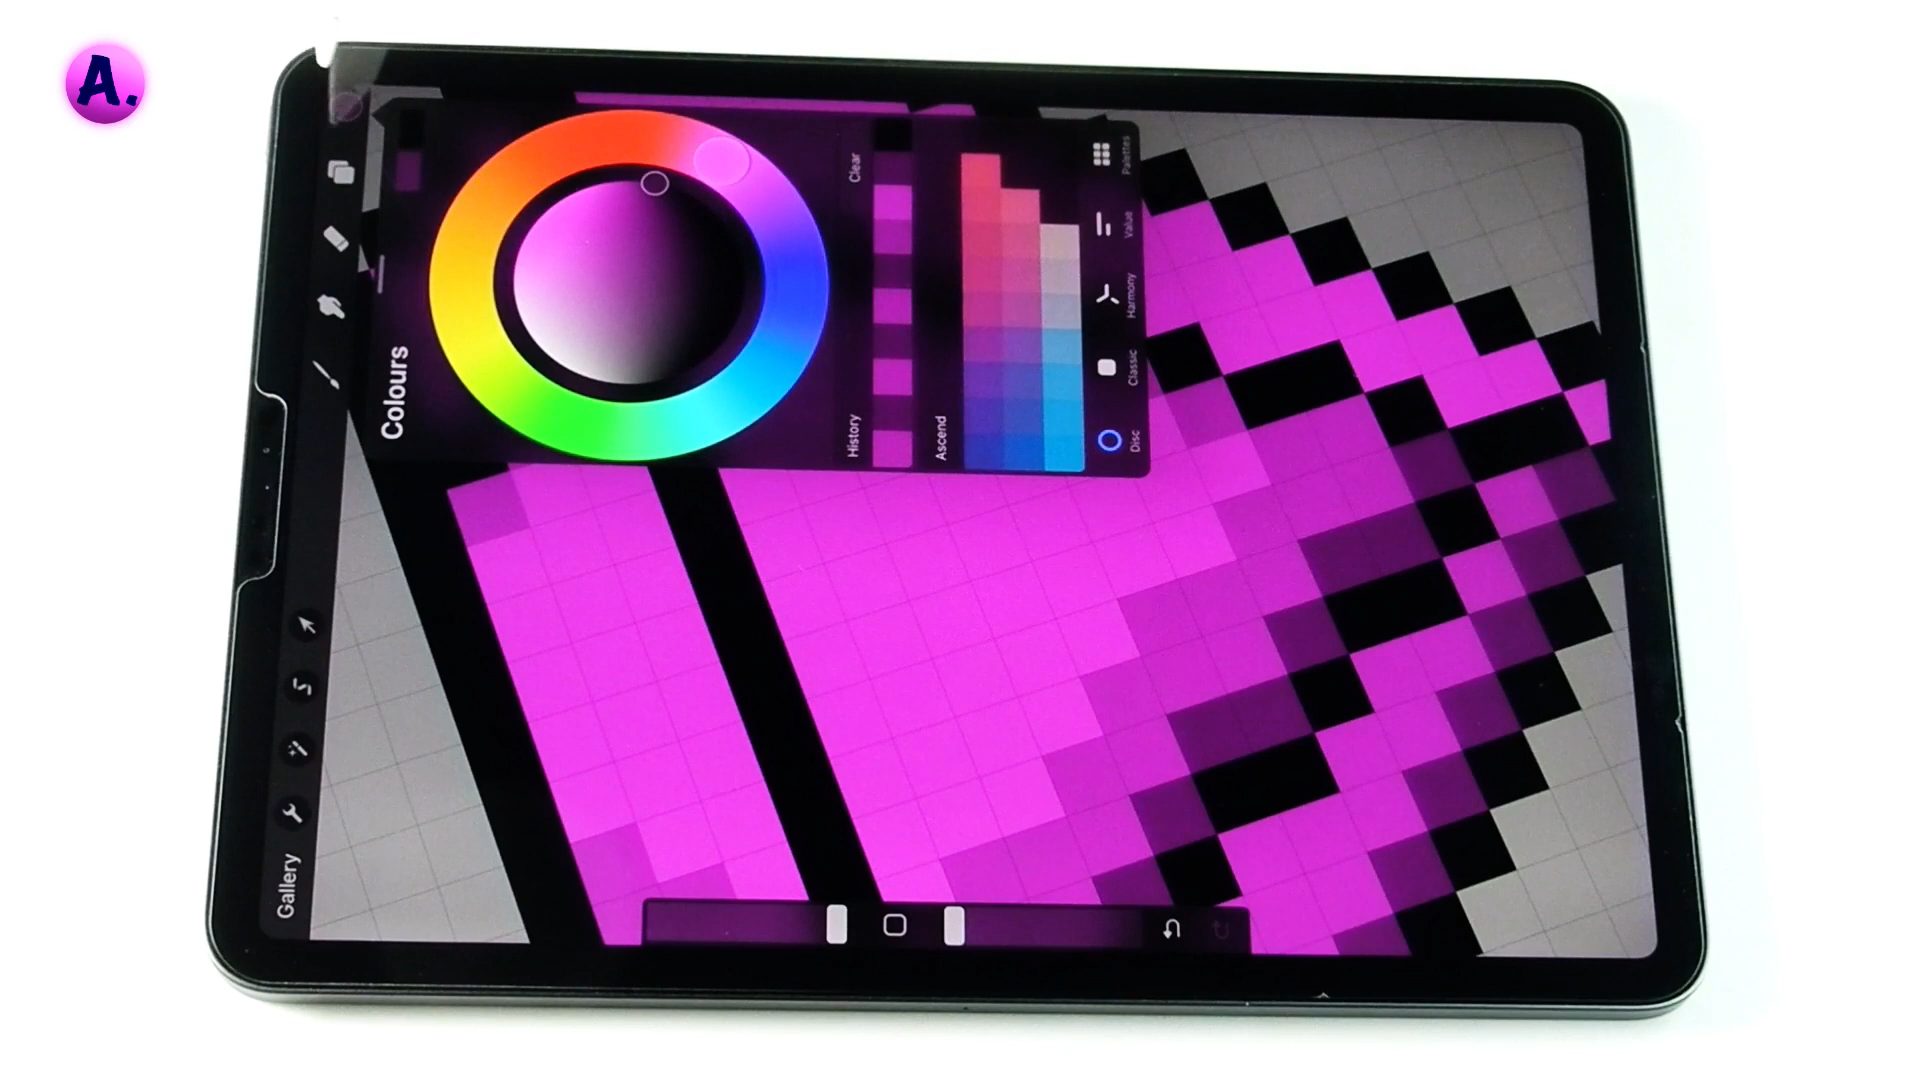 A.
Gallery
Colours
History
Clear
Ascend
Disc
Classic
Harmony
Value
Palettes